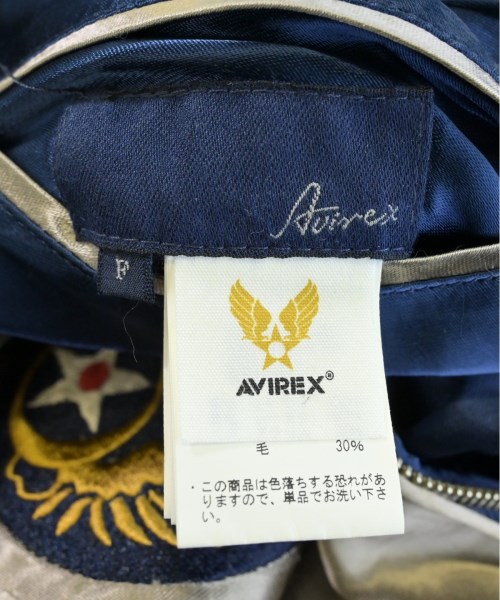 Avirex
F
AVIREX®
毛 30%
・この商品は色落ちする恐れがあ
りますので、単品でお洗い下さ
い。